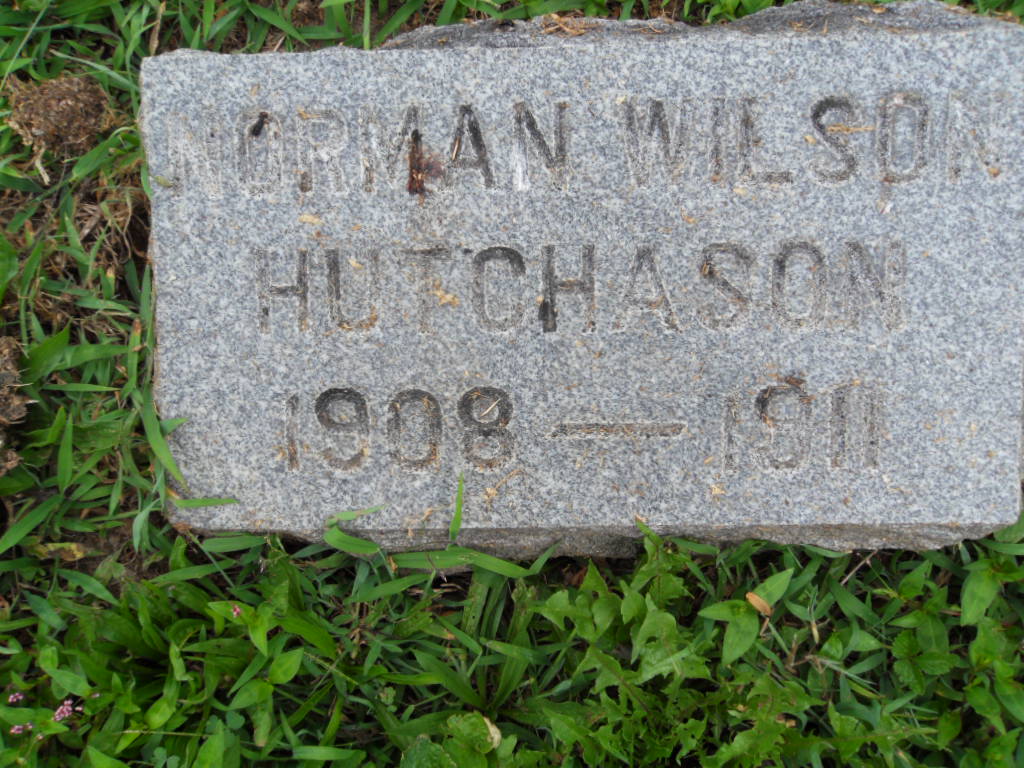 NORMAN WILSON
HUTCHASON
1908 — 1911